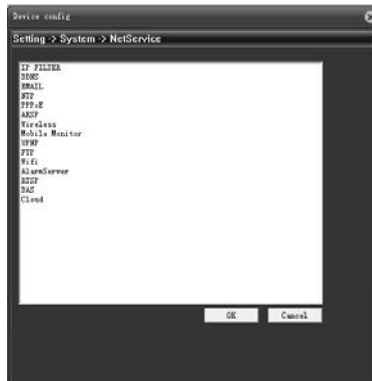 Device config
Setting -> System -> NetService
IP FILTER
DDNS
EMAIL
NTP
PPPoE
ARSP
Wireless
Mobile Monitor
UPNP
FTP
Wifi
AlarmServer
RTSP
DAS
Cloud
OK
Cancel